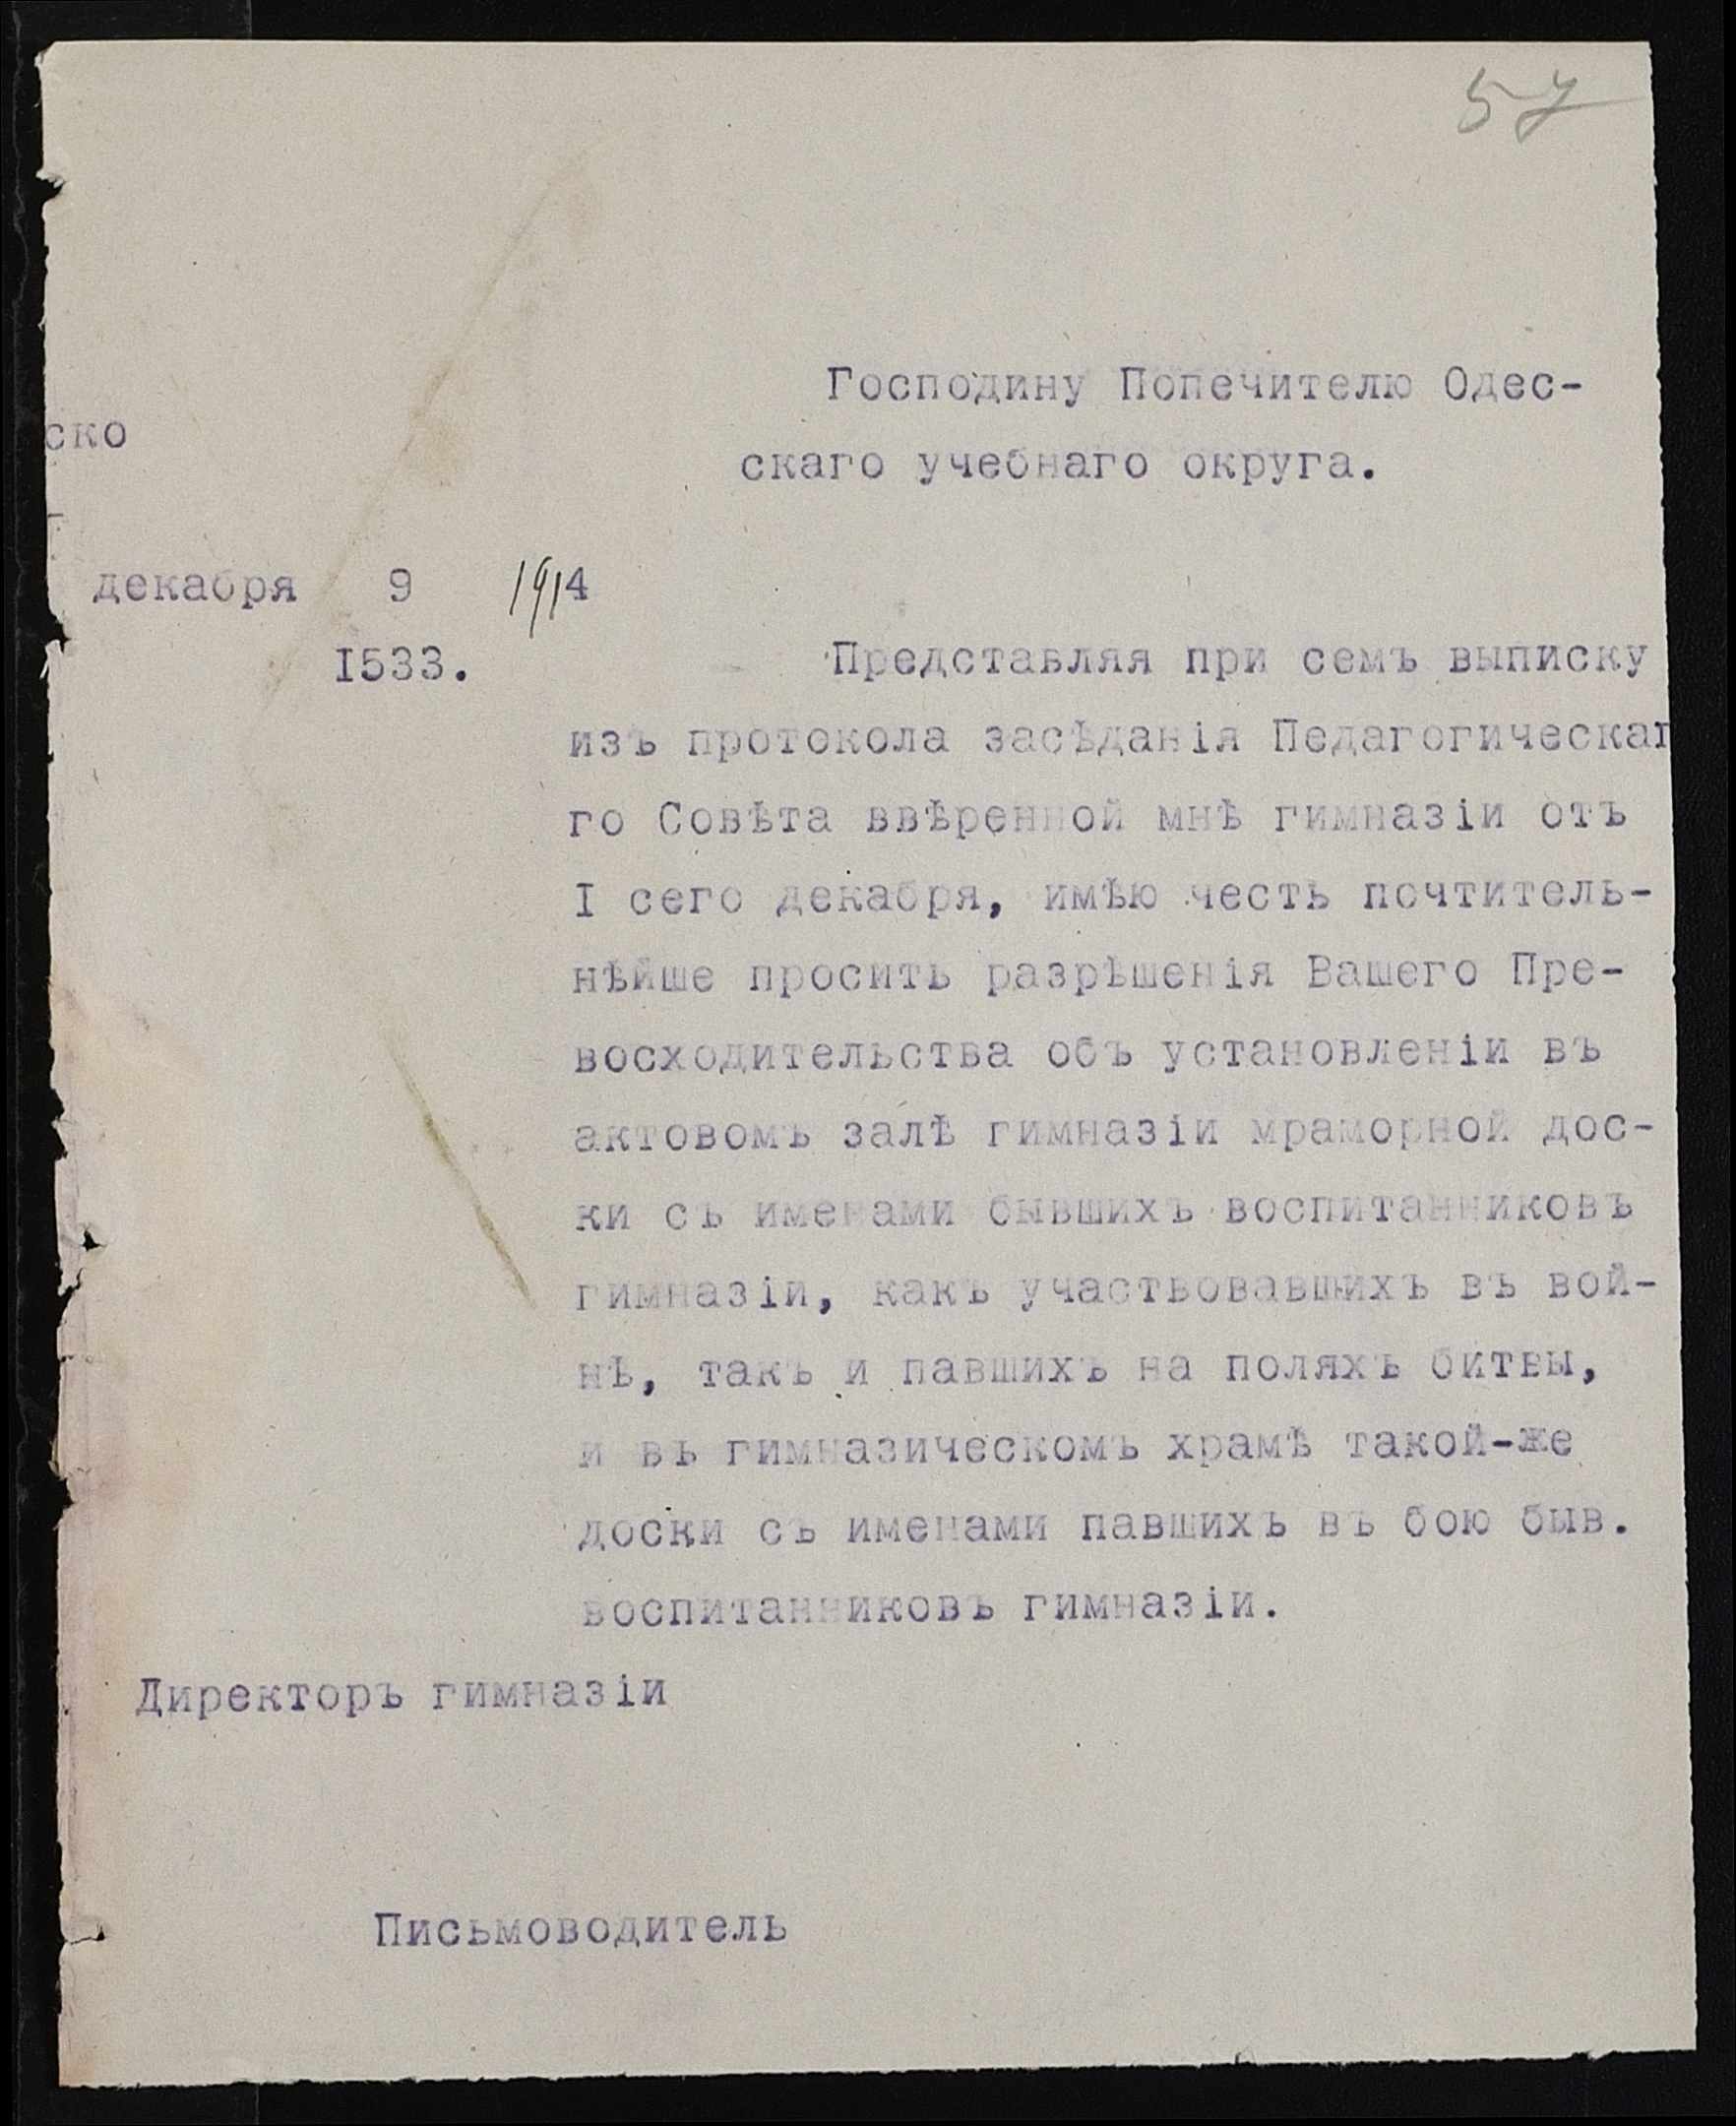 57
Господину Попечителю Одес-
скаго учебнаго округа.
ско
декабря 9 1914
I533.
Представляя при семъ выписку
изъ протокола засѣданія Педагогическаг
го Совѣта ввѣренной мнѣ гимназіи отъ
I сего декабря, имѣю честь почтитель-
нѣйше просить разрѣшенія Вашего Пре-
восходительства объ установленіи въ
актовомъ залѣ гимназіи мраморной дос-
ки съ именами бывшихъ воспитанниковъ
гимназіи, какъ участвовавшихъ въ вой-
нѣ, такъ и павшихъ на поляхъ битвы,
и въ гимназическомъ храмѣ такой-же
доски съ именами павшихъ въ бою быв.
воспитанниковъ гимназіи.
Директоръ гимназіи
Письмоводитель